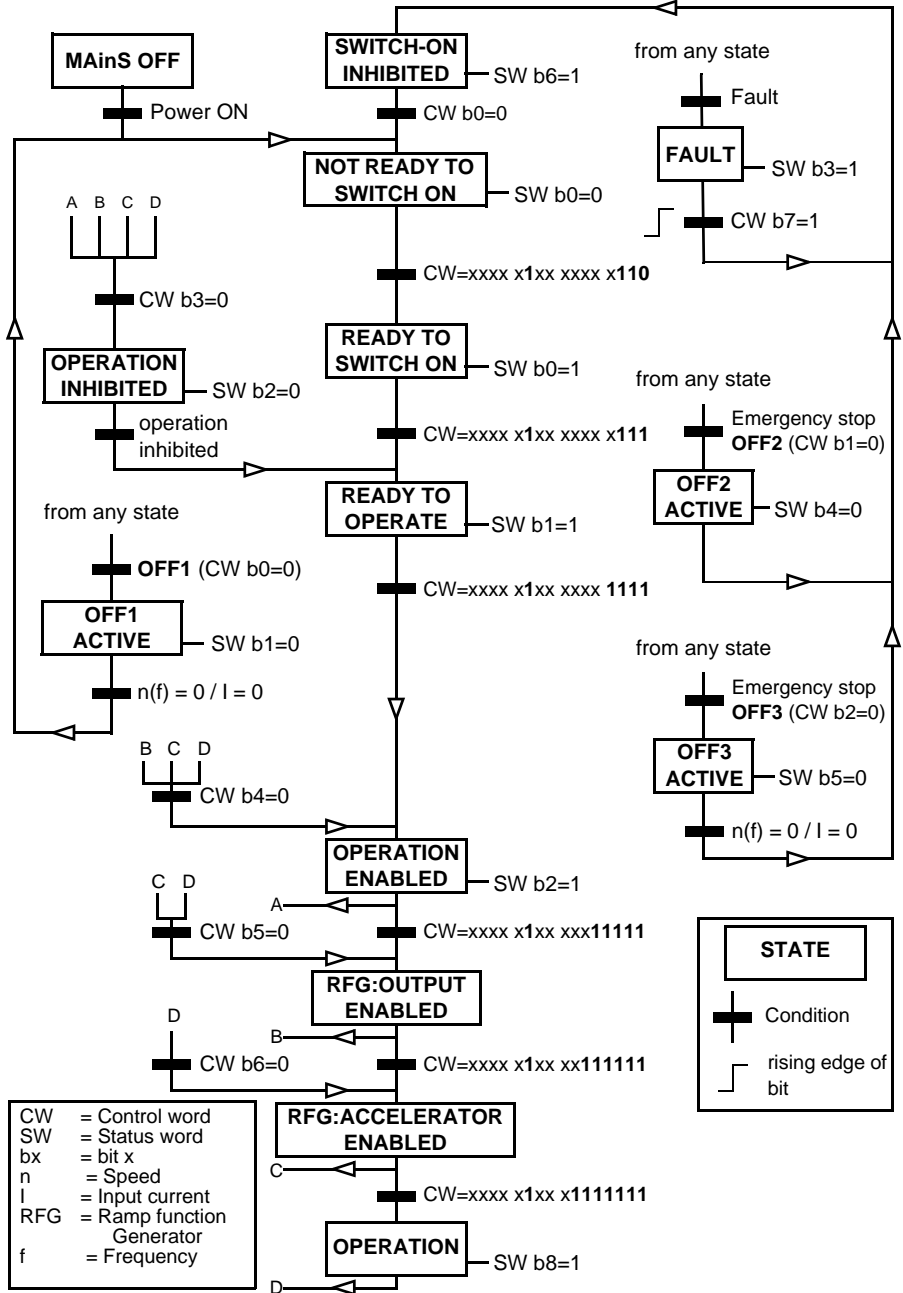 MAinS OFF
Power ON
SWITCH-ON
INHIBITED
SW b6=1
CW b0=0
NOT READY TO
SWITCH ON
SW b0=0
CW=xxxx x1xx xxxx x110
READY TO
SWITCH ON
SW b0=1
CW=xxxx x1xx xxxx x111
READY TO
OPERATE
SW b1=1
CW=xxxx x1xx xxxx 1111
A B C D
CW b3=0
OPERATION
INHIBITED
SW b2=0
operation
inhibited
from any state
OFF1 (CW b0=0)
OFF1
ACTIVE
SW b1=0
n(f) = 0 / I = 0
B C D
CW b4=0
OPERATION
ENABLED
SW b2=1
A
C D
CW b5=0
CW=xxxx x1xx xxx11111
RFG:OUTPUT
ENABLED
B
D
CW b6=0
CW=xxxx x1xx xx111111
RFG:ACCELERATOR
ENABLED
C
CW=xxxx x1xx x1111111
OPERATION
SW b8=1
D
from any state
Fault
FAULT
SW b3=1
CW b7=1
from any state
Emergency stop
OFF2 (CW b1=0)
OFF2
ACTIVE
SW b4=0
from any state
Emergency stop
OFF3 (CW b2=0)
OFF3
ACTIVE
SW b5=0
n(f) = 0 / I = 0
STATE
Condition
rising edge of
bit
CW = Control word
SW = Status word
bx = bit x
n = Speed
I = Input current
RFG = Ramp function
Generator
f = Frequency